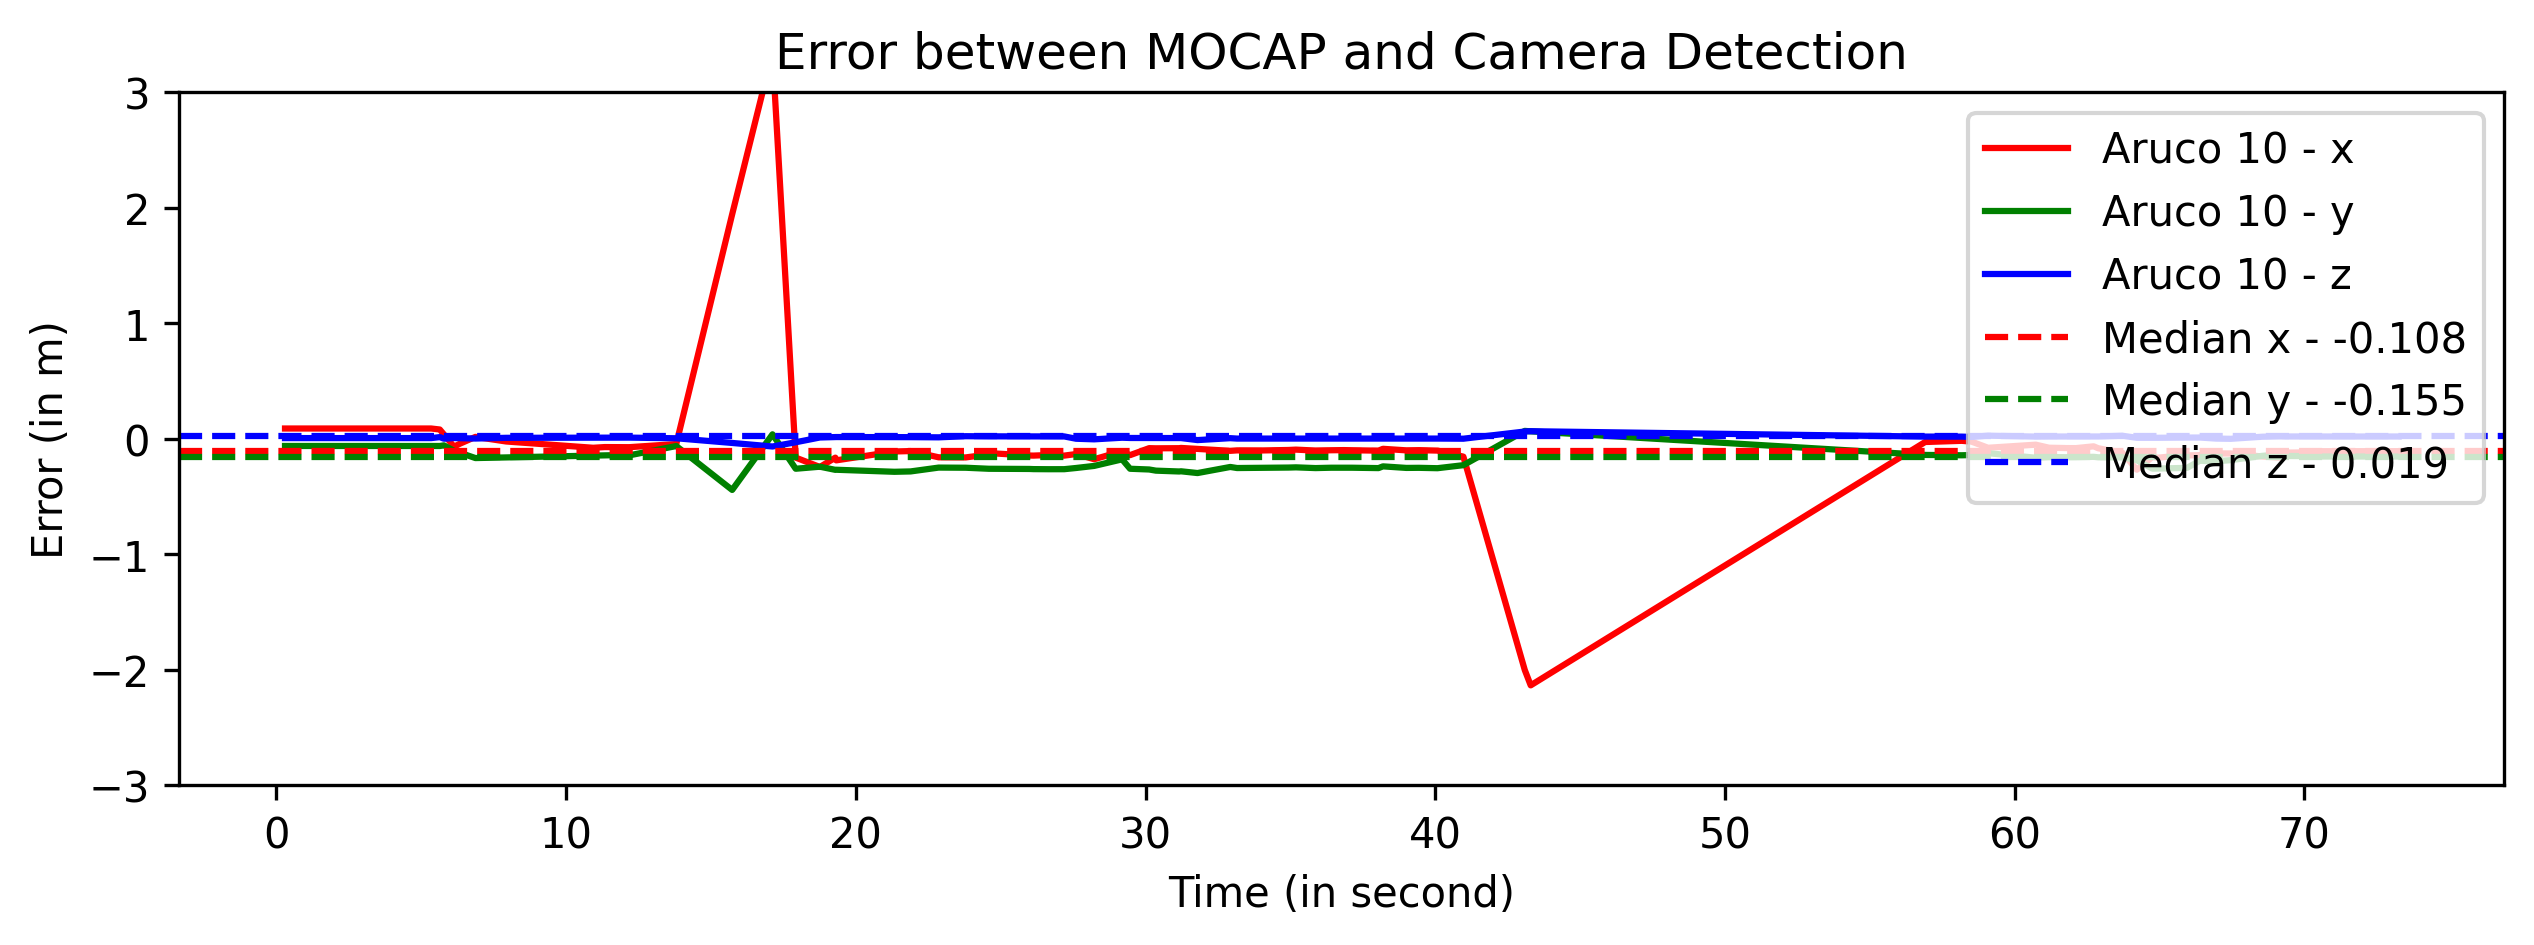 Error between MOCAP and Camera Detection
3
2
1
0
−1
−2
−3
Error (in m)
Aruco 10 - x
Aruco 10 - y
Aruco 10 - z
Median x - -0.108
Median y - -0.155
Median z - 0.019
0 10 20 30 40 50 60 70
Time (in second)